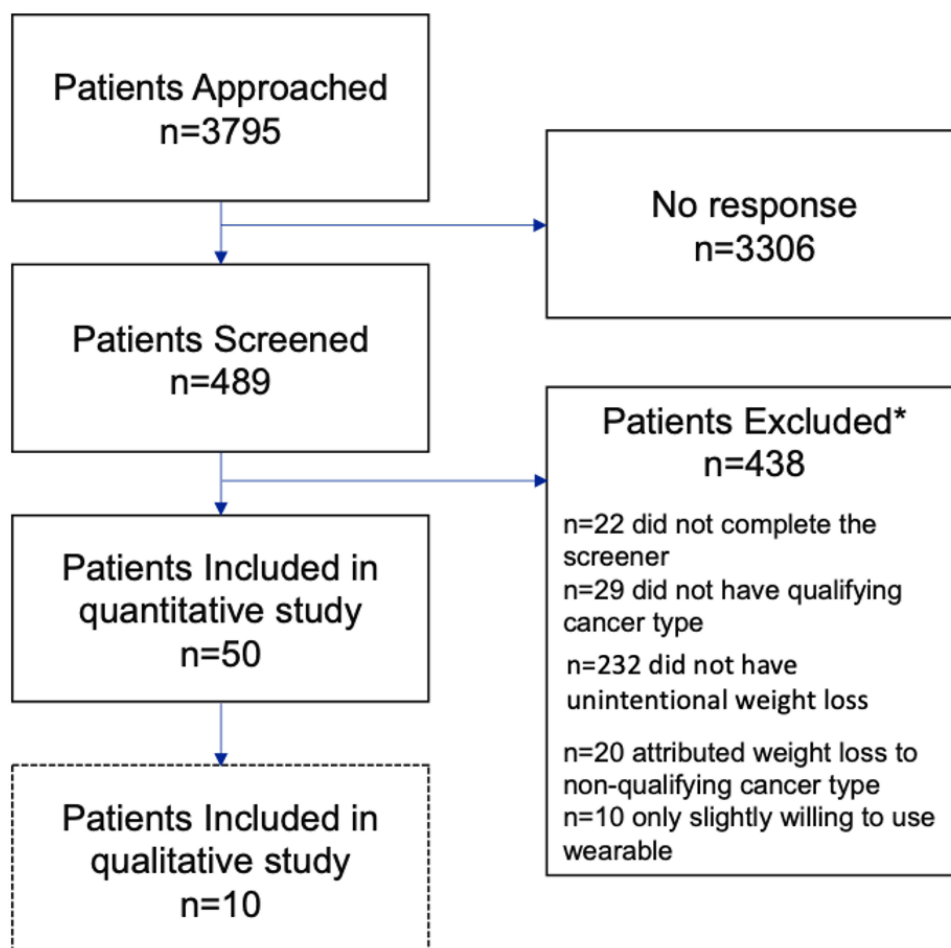 Patients Approached
n=3795
No response
n=3306
Patients Screened
n=489
Patients Excluded*
n=438
n=22 did not complete the
screener
n=29 did not have qualifying
cancer type
n=232 did not have
unintentional weight loss
n=20 attributed weight loss to
non-qualifying cancer type
n=10 only slightly willing to use
wearable
Patients Included in
quantitative study
n=50
Patients Included in
qualitative study
n=10